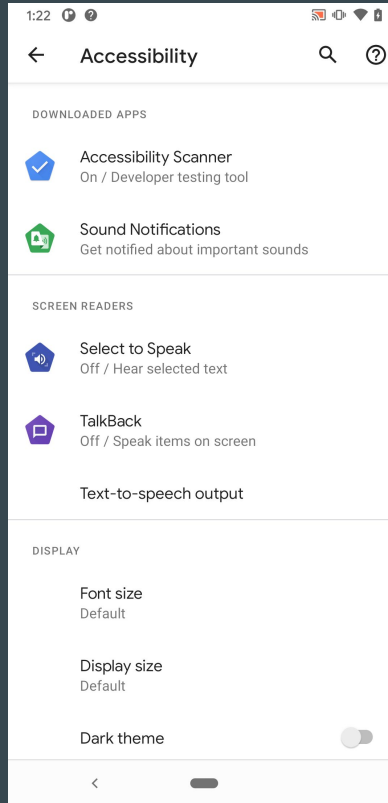 1:22
Accessibility
DOWNLOADED APPS
Accessibility Scanner
On / Developer testing tool
Sound Notifications
Get notified about important sounds
SCREEN READERS
Select to Speak
Off / Hear selected text
TalkBack
Off / Speak items on screen
Text-to-speech output
DISPLAY
Font size
Default
Display size
Default
Dark theme